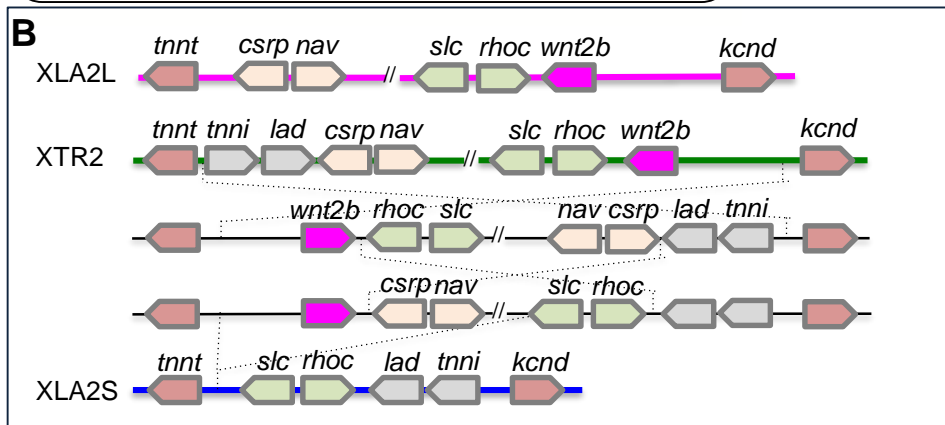 B
tnnt csrp nav slc rhoc wnt2b kcnd
XLA2L //
tnnt tnni lad csrp nav slc rhoc wnt2b kcnd
XTR2 //
wnt2b rhoc slc nav csrp lad tnni
//
csrp nav slc rhoc
//
tnnt slc rhoc lad tnni kcnd
XLA2S